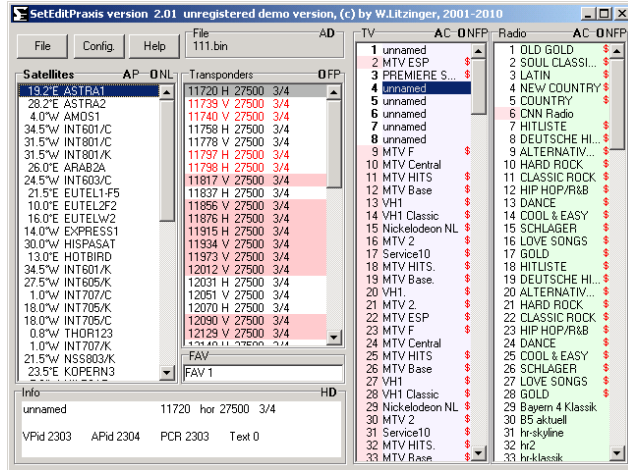 SetEditPraxis version 2.01 unregistered demo version, (c) by W.Litzinger, 2001-2010
File Config. Help
File AD
111.bin
Satellites AP ONL
19.2°E ASTRA1
28.2°E ASTRA2
4.0°W AMOS1
34.5°W INT601/C
31.5°W INT801/C
31.5°W INT801/K
26.0°E ARAB2A
24.5°W INT603/C
21.5°E EUTEL1-F5
10.0°E EUTEL2F2
16.0°E EUTELW2
14.0°W EXPRESS1
30.0°W HISPASAT
13.0°E HOTBIRD
34.5°W INT601/K
27.5°W INT605/K
1.0°W INT707/C
18.0°W INT705/K
18.0°W INT705/C
0.8°W THOR123
1.0°W INT707/K
21.5°W NSS803/K
23.5°E KOPERN3
Transponders OFP
11720 H 27500 3/4
11739 V 27500 3/4
11740 V 27500 3/4
11758 H 27500 3/4
11778 V 27500 3/4
11797 H 27500 3/4
11798 H 27500 3/4
11817 V 27500 3/4
11837 H 27500 3/4
11856 V 27500 3/4
11876 H 27500 3/4
11915 H 27500 3/4
11934 V 27500 3/4
11973 V 27500 3/4
12012 V 27500 3/4
12031 H 27500 3/4
12051 V 27500 3/4
12070 H 27500 3/4
12090 V 27500 3/4
12129 V 27500 3/4
12140 H 27500 3/4
FAV
FAV 1
Info HD
unnamed 11720 hor 27500 3/4
VPid 2303 APid 2304 PCR 2303 Text 0
TV AC ONFP
1 unnamed
2 MTV ESP $
3 PREMIERE S... $
4 unnamed
5 unnamed
6 unnamed
7 unnamed
8 unnamed
9 MTV F $
10 MTV Central
11 MTV HITS $
12 MTV Base $
13 VH1 $
14 VH1 Classic $
15 Nickelodeon NL $
16 MTV 2 $
17 Service10 $
18 MTV HITS. $
19 MTV Base. $
20 VH1. $
21 MTV 2. $
22 MTV ESP $
23 MTV F $
24 MTV Central
25 MTV HITS $
26 MTV Base $
27 VH1 $
28 VH1 Classic $
29 Nickelodeon NL $
30 MTV 2 $
31 Service10 $
32 MTV HITS. $
33 MTV Base $
Radio AC ONFP
1 OLD GOLD $
2 SOUL CLASSI... $
3 LATIN $
4 NEW COUNTRY $
5 COUNTRY $
6 CNN Radio
7 HITLISTE $
8 DEUTSCHE HI... $
9 ALTERNATIV... $
10 HARD ROCK $
11 CLASSIC ROCK $
12 HIP HOP/R&B $
13 DANCE $
14 COOL & EASY $
15 SCHLAGER $
16 LOVE SONGS $
17 GOLD $
18 HITLISTE $
19 DEUTSCHE HI... $
20 ALTERNATIV... $
21 HARD ROCK $
22 CLASSIC ROCK $
23 HIP HOP/R&B $
24 DANCE $
25 COOL & EASY $
26 SCHLAGER $
27 LOVE SONGS $
28 GOLD $
29 Bayern 4 Klassik
30 B5 aktuell
31 hr-skyline
32 hr2
33 hr-klassik